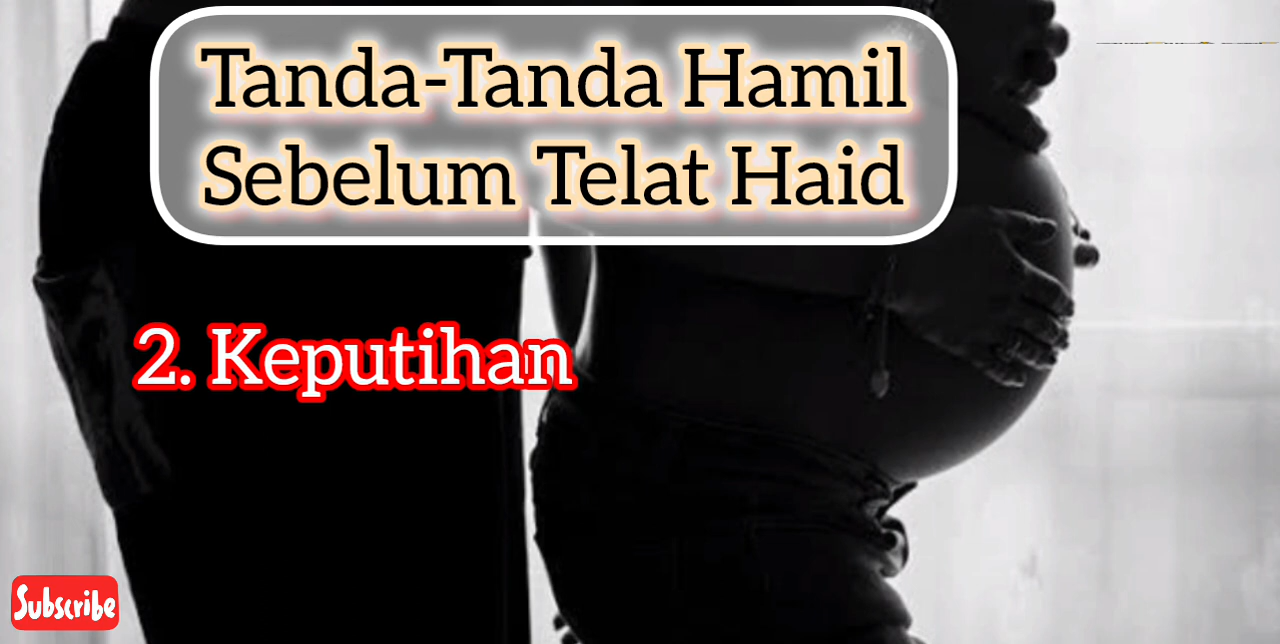 Tanda-Tanda Hamil
Sebelum Telat Haid
2. Keputihan
Subscribe